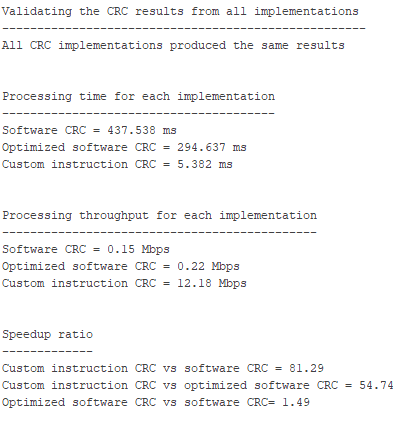 Validating the CRC results from all implementations
----------------------------------------------------
All CRC implementations produced the same results
Processing time for each implementation
---------------------------------------
Software CRC = 437.538 ms
Optimized software CRC = 294.637 ms
Custom instruction CRC = 5.382 ms
Processing throughput for each implementation
---------------------------------------------
Software CRC = 0.15 Mbps
Optimized software CRC = 0.22 Mbps
Custom instruction CRC = 12.18 Mbps
Speedup ratio
-------------
Custom instruction CRC vs software CRC = 81.29
Custom instruction CRC vs optimized software CRC = 54.74
Optimized software CRC vs software CRC= 1.49